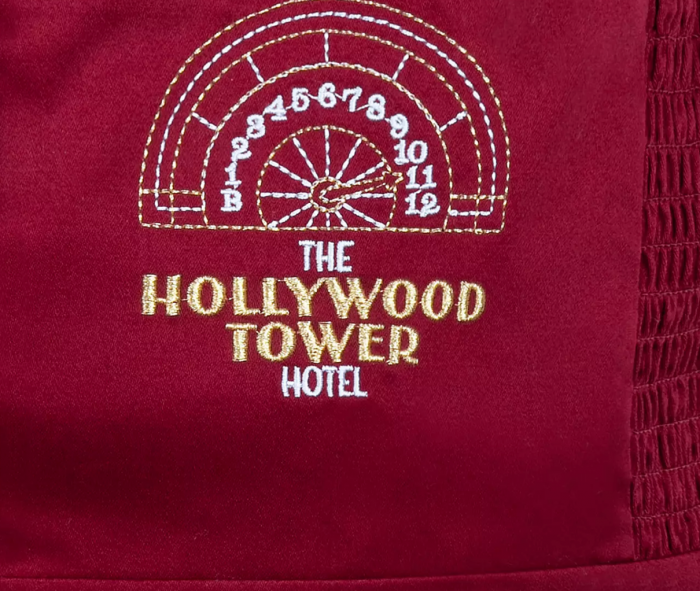 B 1 2 3 4 5 6 7 8 9 10 11 12
THE
HOLLYWOOD
TOWER
HOTEL